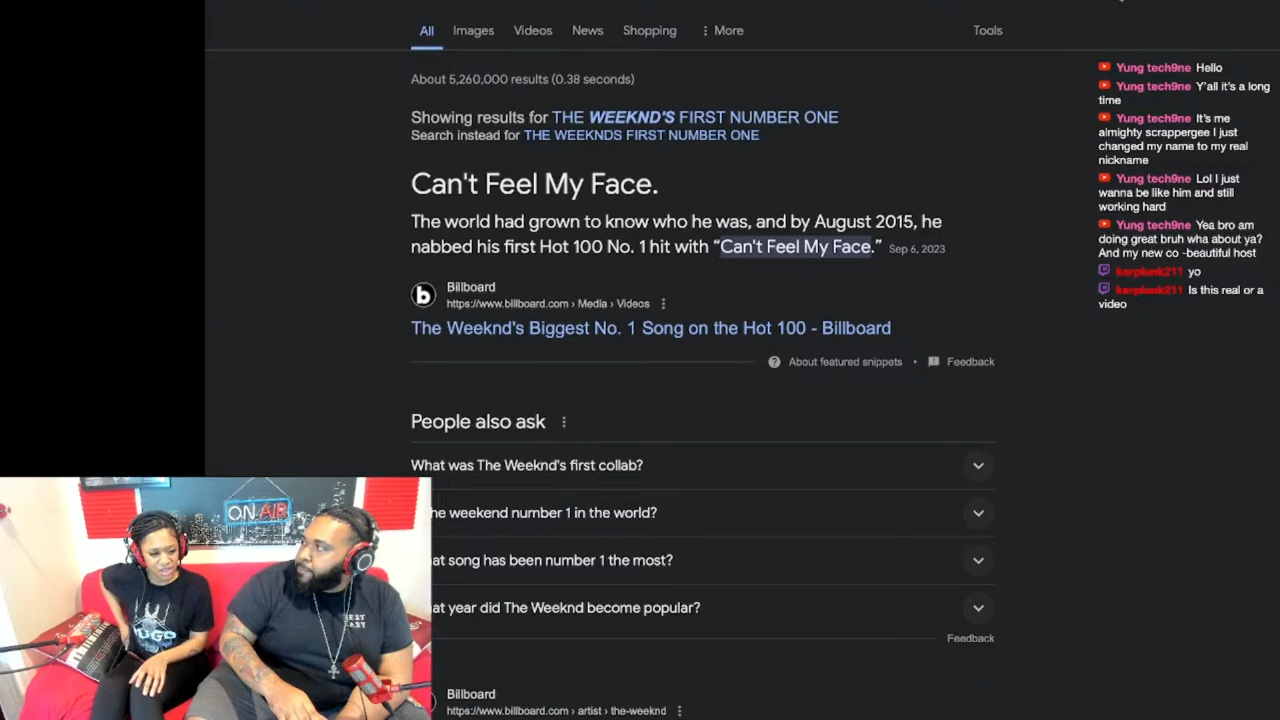 All Images Videos News Shopping More Tools
About 5,260,000 results (0.38 seconds)
Showing results for THE WEEKND'S FIRST NUMBER ONE
Search instead for THE WEEKNDS FIRST NUMBER ONE
Can't Feel My Face.
The world had grown to know who he was, and by August 2015, he
nabbed his first Hot 100 No. 1 hit with “Can't Feel My Face.” Sep 6, 2023
Billboard
https://www.billboard.com › Media › Videos
The Weeknd's Biggest No. 1 Song on the Hot 100 - Billboard
About featured snippets • Feedback
People also ask
What was The Weeknd's first collab?
he weekend number 1 in the world?
at song has been number 1 the most?
at year did The Weeknd become popular?
Feedback
Billboard
https://www.billboard.com › artist › the-weeknd
Yung tech9ne Hello
Yung tech9ne Y'all it's a long
time
Yung tech9ne It's me
almighty scrappergee I just
changed my name to my real
nickname
Yung tech9ne Lol I just
wanna be like him and still
working hard
Yung tech9ne Yea bro am
doing great bruh wha about ya?
And my new co -beautiful host
kerplunk211 yo
kerplunk211 Is this real or a
video
ON AIR